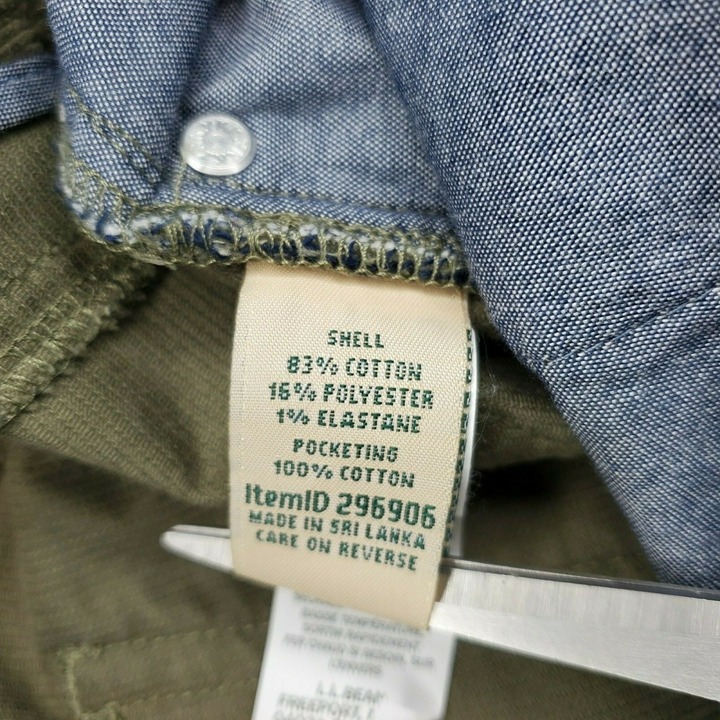 SHELL
83% COTTON
16% POLYESTER
1% ELASTANE
POCKETING
100% COTTON
ItemID 296906
MADE IN SRI LANKA
CARE ON REVERSE
L.L.BEAN
FREEPORT,